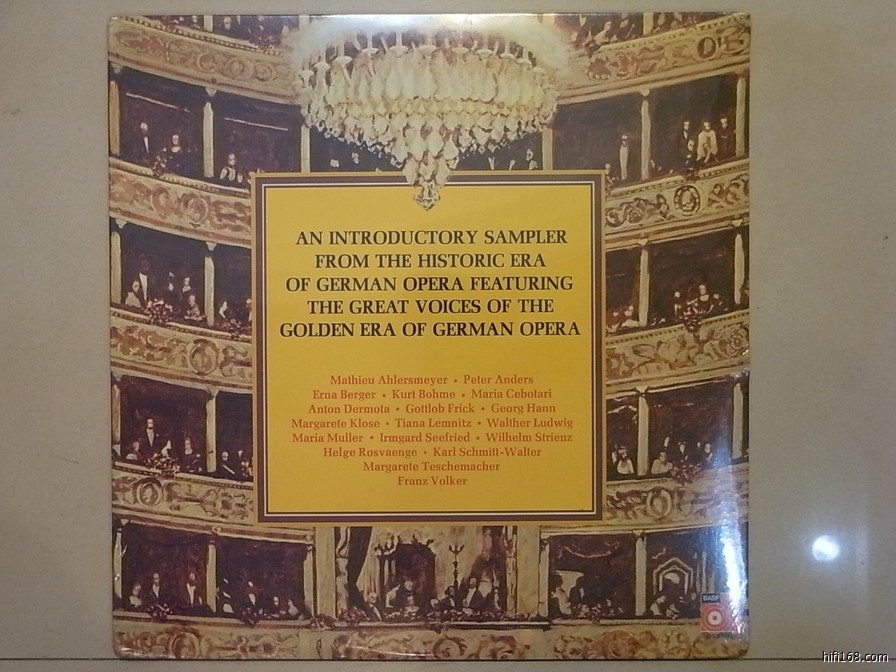 AN INTRODUCTORY SAMPLER
FROM THE HISTORIC ERA
OF GERMAN OPERA FEATURING
THE GREAT VOICES OF THE
GOLDEN ERA OF GERMAN OPERA
Mathieu Ahlersmeyer • Peter Anders
Erna Berger • Kurt Bohme • Maria Cebotari
Anton Dermota • Gottlob Frick • Georg Hann
Margarete Klose • Tiana Lemnitz • Walther Ludwig
Maria Muller • Irmgard Seefried • Wilhelm Strienz
Helge Rosvaenge • Karl Schmitt-Walter
Margarete Teschemacher
Franz Volker
BASF
hifi168.com